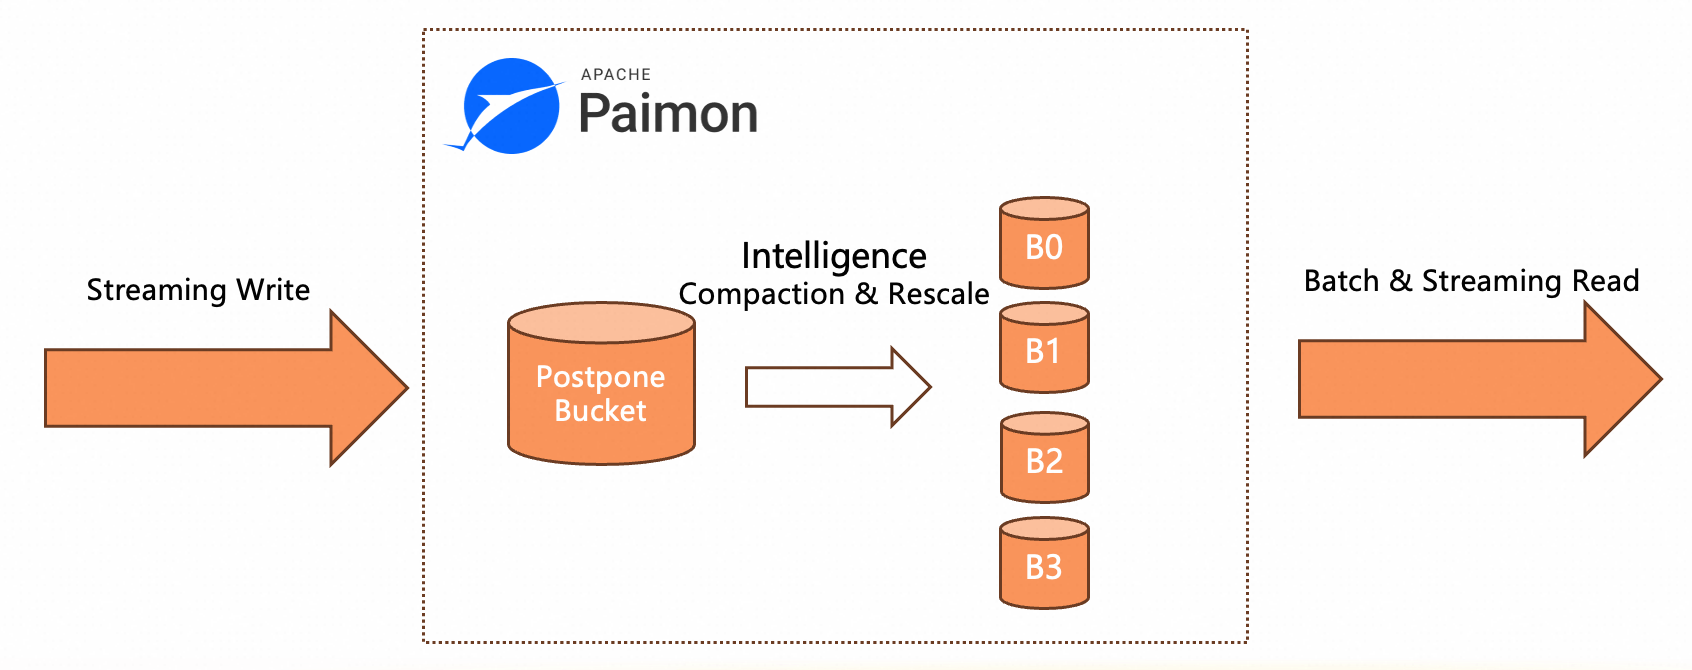 APACHE
Paimon
Streaming Write
Postpone
Bucket
Intelligence
Compaction & Rescale
B0
B1
B2
B3
Batch & Streaming Read